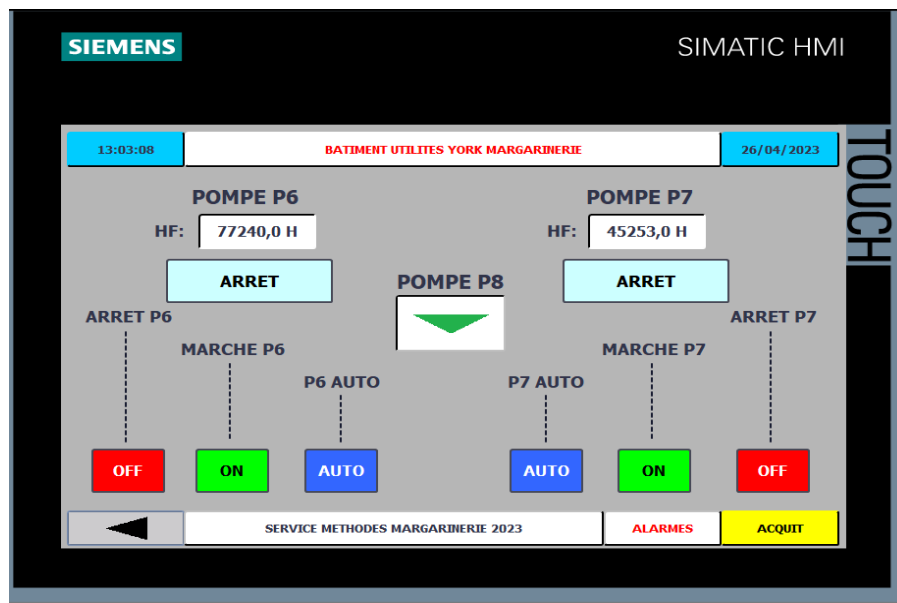 SIEMENS
SIMATIC HMI
TOUCH
13:03:08
BATIMENT UTILITES YORK MARGARINERIE
26/04/2023
POMPE P6
POMPE P7
HF: 77240,0 H
HF: 45253,0 H
ARRET
POMPE P8
ARRET
ARRET P6
ARRET P7
MARCHE P6
MARCHE P7
P6 AUTO
P7 AUTO
OFF
ON
AUTO
AUTO
ON
OFF
SERVICE METHODES MARGARINERIE 2023
ALARMES
ACQUIT